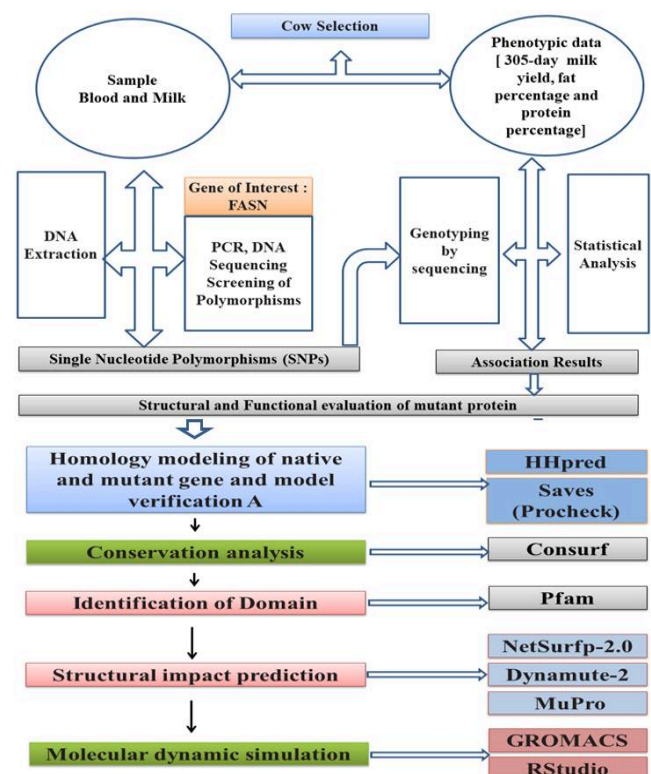 Cow Selection
Sample
Blood and Milk
Phenotypic data
[ 305-day milk
yield, fat
percentage and
protein
percentage]
DNA
Extraction
Gene of Interest :
FASN
PCR, DNA
Sequencing
Screening of
Polymorphisms
Genotyping
by
sequencing
Statistical
Analysis
Single Nucleotide Polymorphisms (SNPs)
Association Results
Structural and Functional evaluation of mutant protein
Homology modeling of native
and mutant gene and model
verification A
HHpred
Saves
(Procheck)
Conservation analysis
Consurf
Identification of Domain
Pfam
Structural impact prediction
NetSurfp-2.0
Dynamute-2
MuPro
Molecular dynamic simulation
GROMACS
RStudio